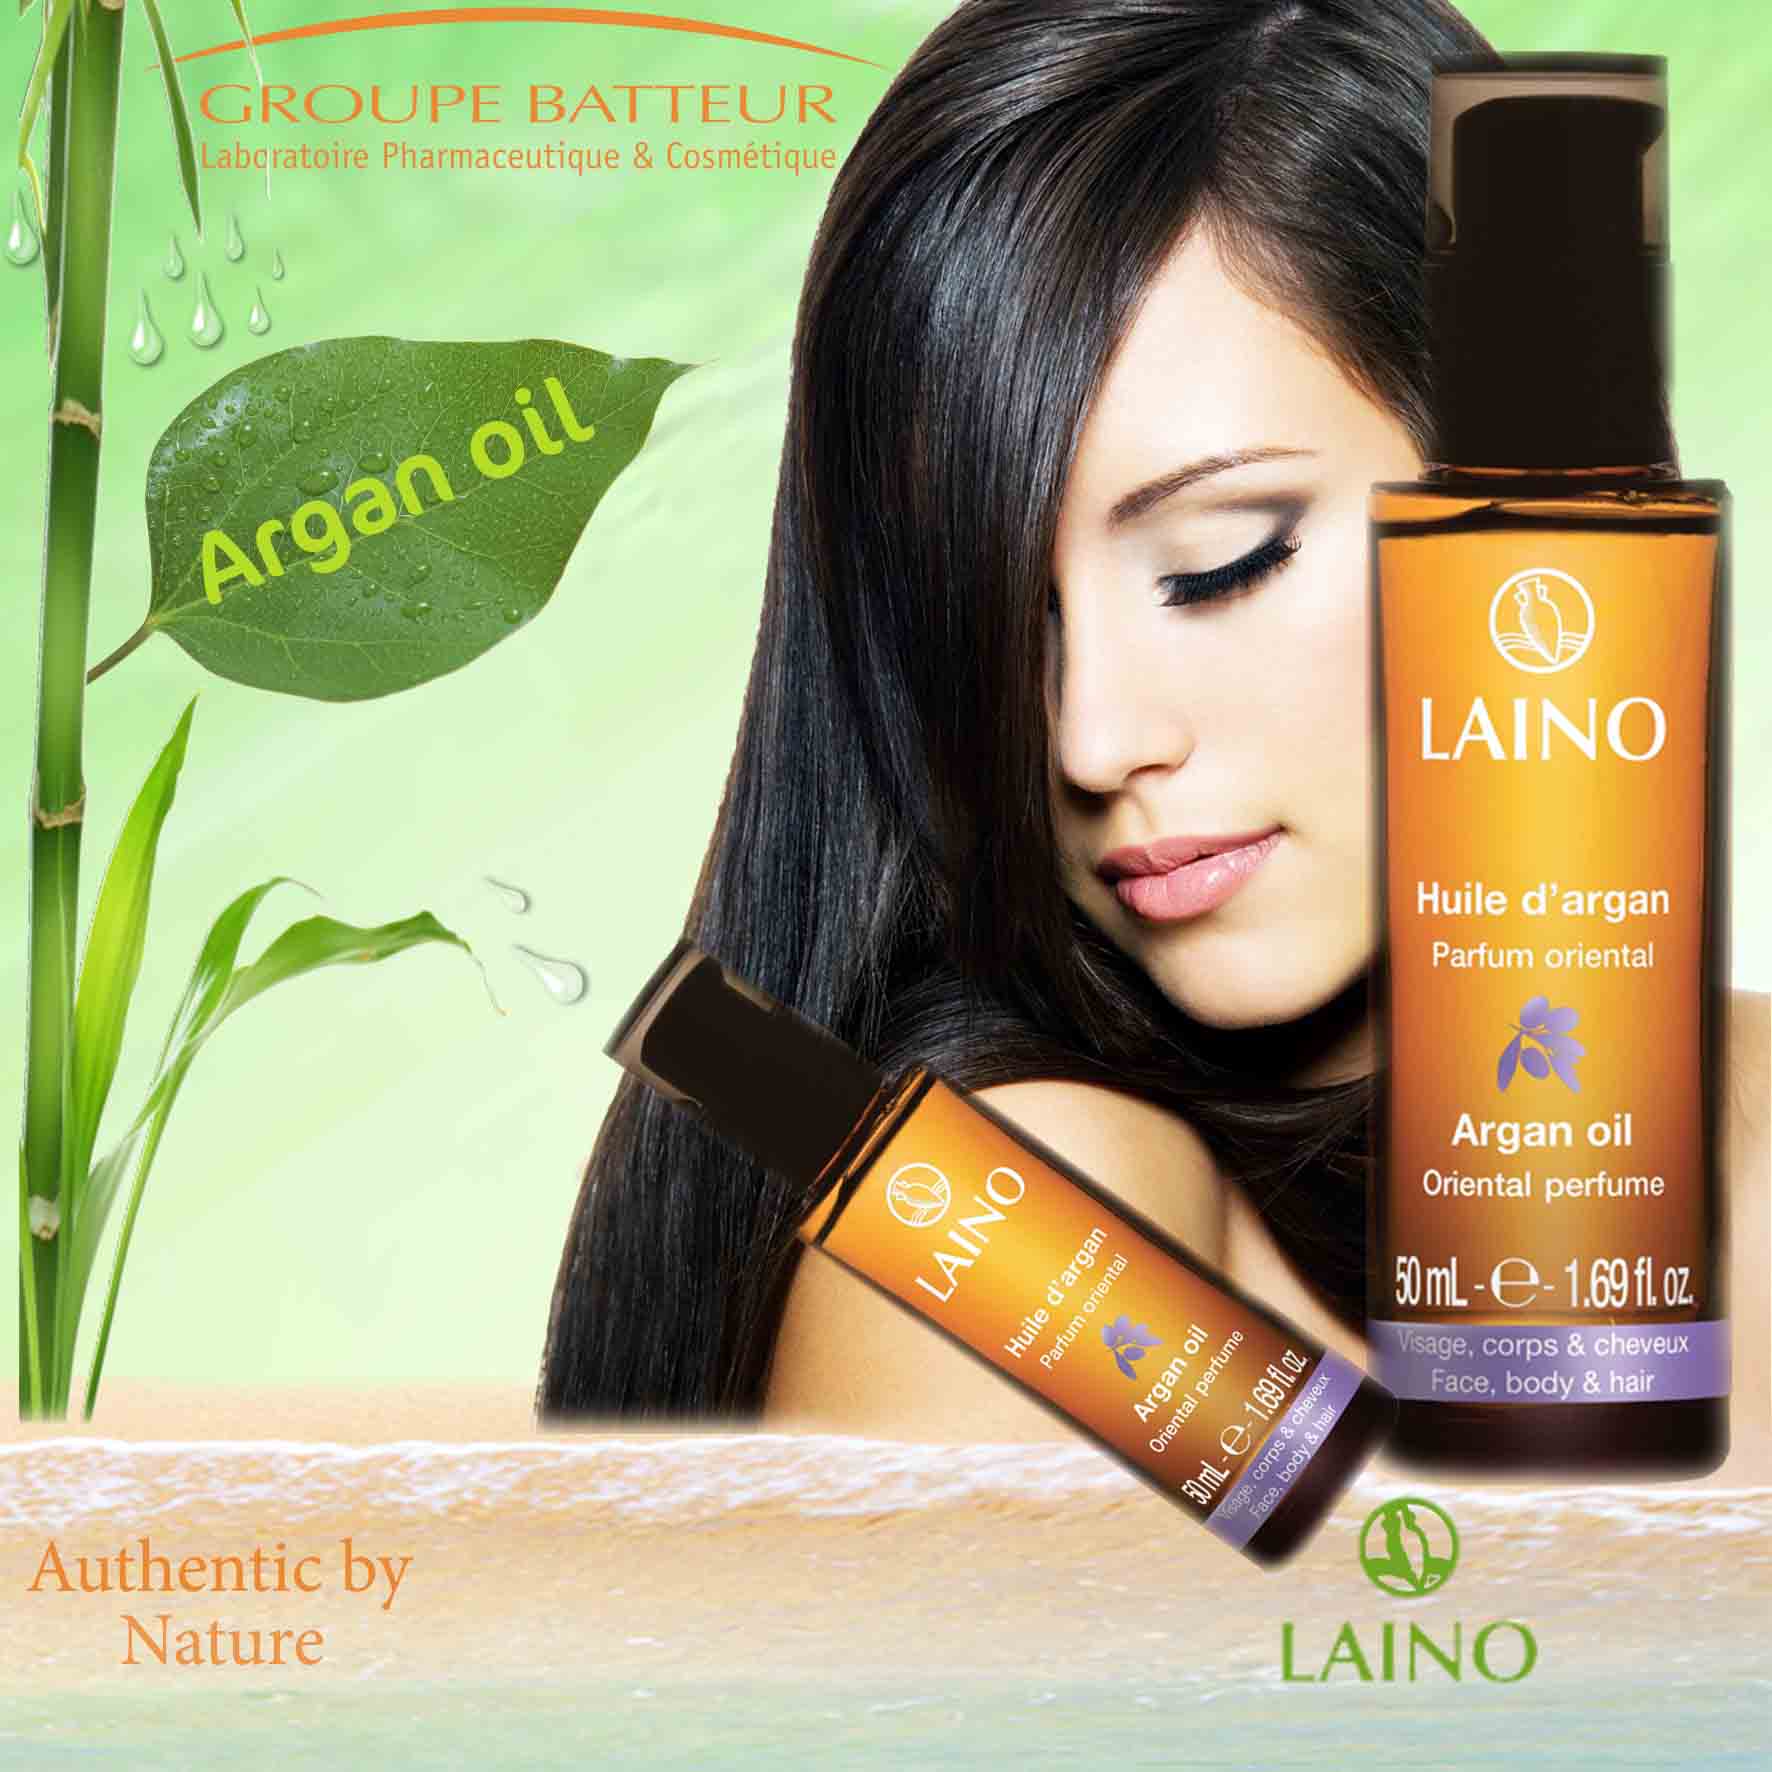 GROUPE BATTEUR
Laboratoire Pharmaceutique & Cosmétique
Argan oil
LAINO
Huile d'argan
Parfum oriental
Argan oil
Oriental perfume
50 mL - e - 1.69 fl. oz.
Visage, corps & cheveux
Face, body & hair
LAINO
Huile d'argan
Parfum oriental
Argan oil
Oriental perfume
50 mL - e - 1.69 fl. oz.
Visage, corps & cheveux
Face, body & hair
Authentic by
Nature
LAINO